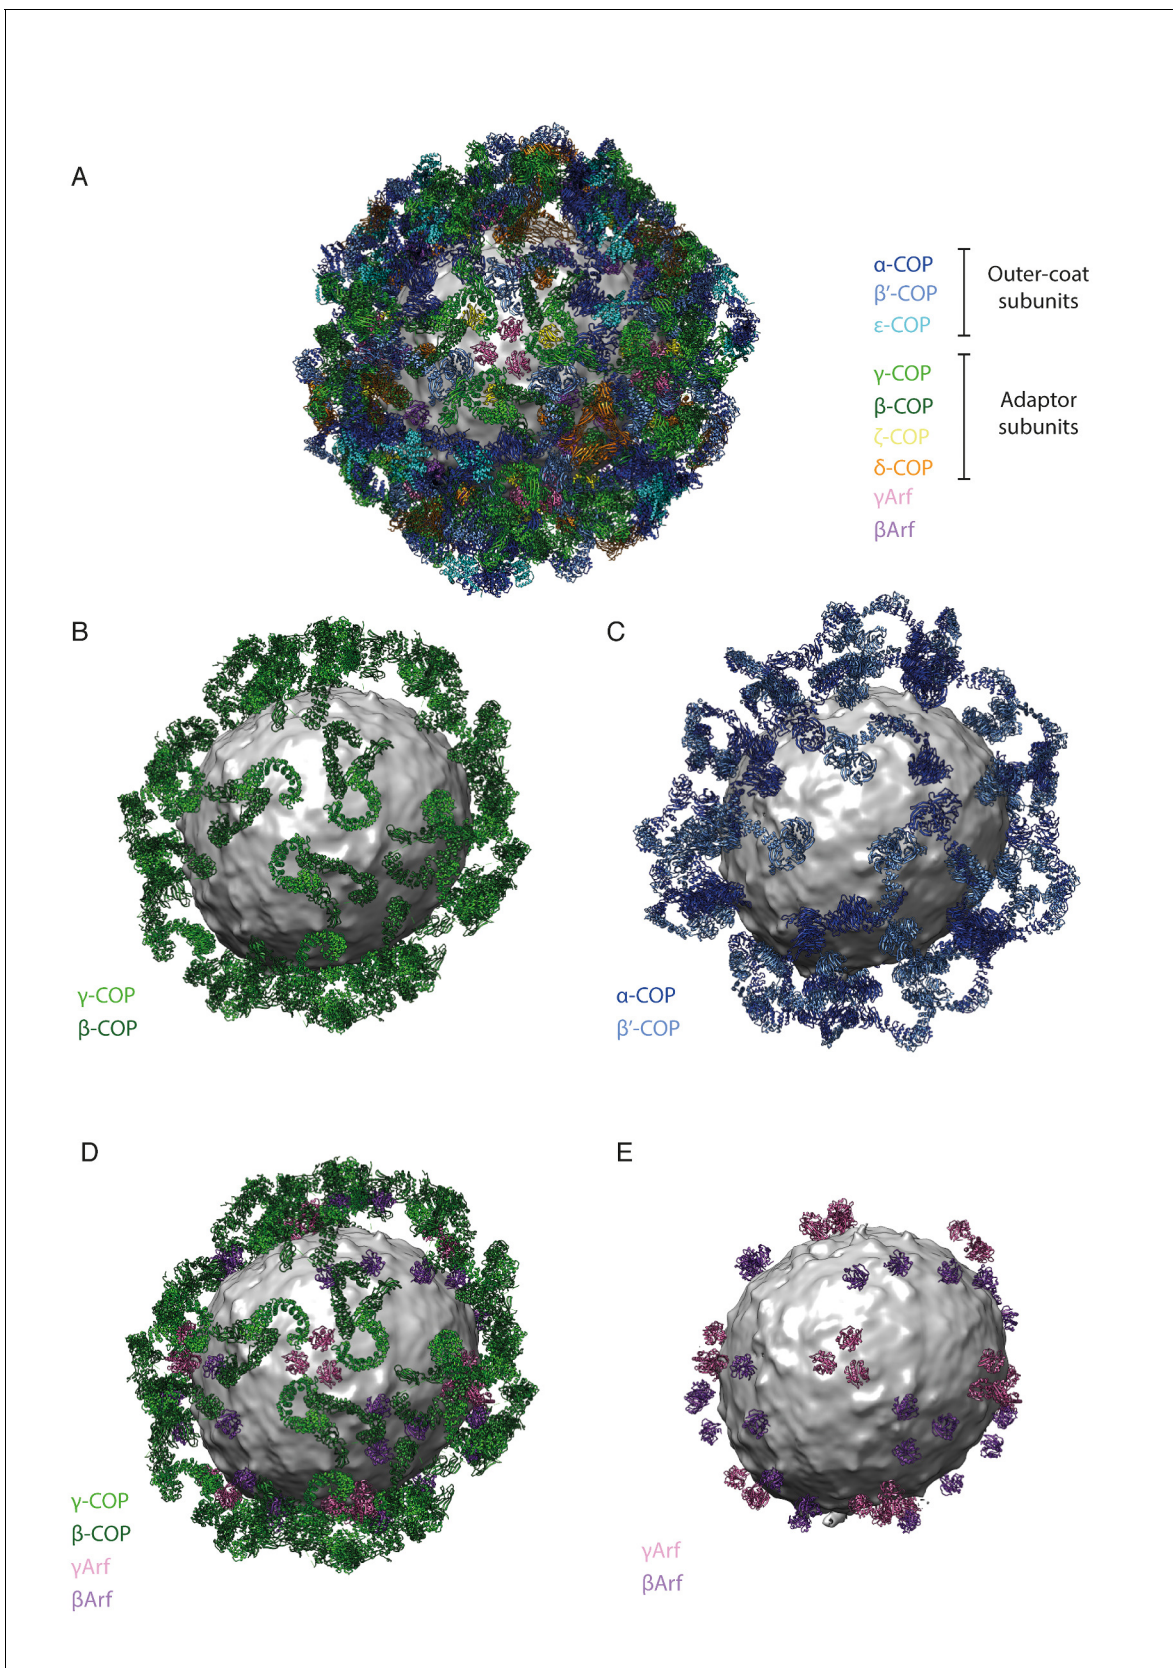 A
α-COP
β′-COP
ε-COP
Outer-coat
subunits
γ-COP
β-COP
ζ-COP
δ-COP
Adaptor
subunits
γArf
βArf
B
γ-COP
β-COP
C
α-COP
β′-COP
D
γ-COP
β-COP
γArf
βArf
E
γArf
βArf